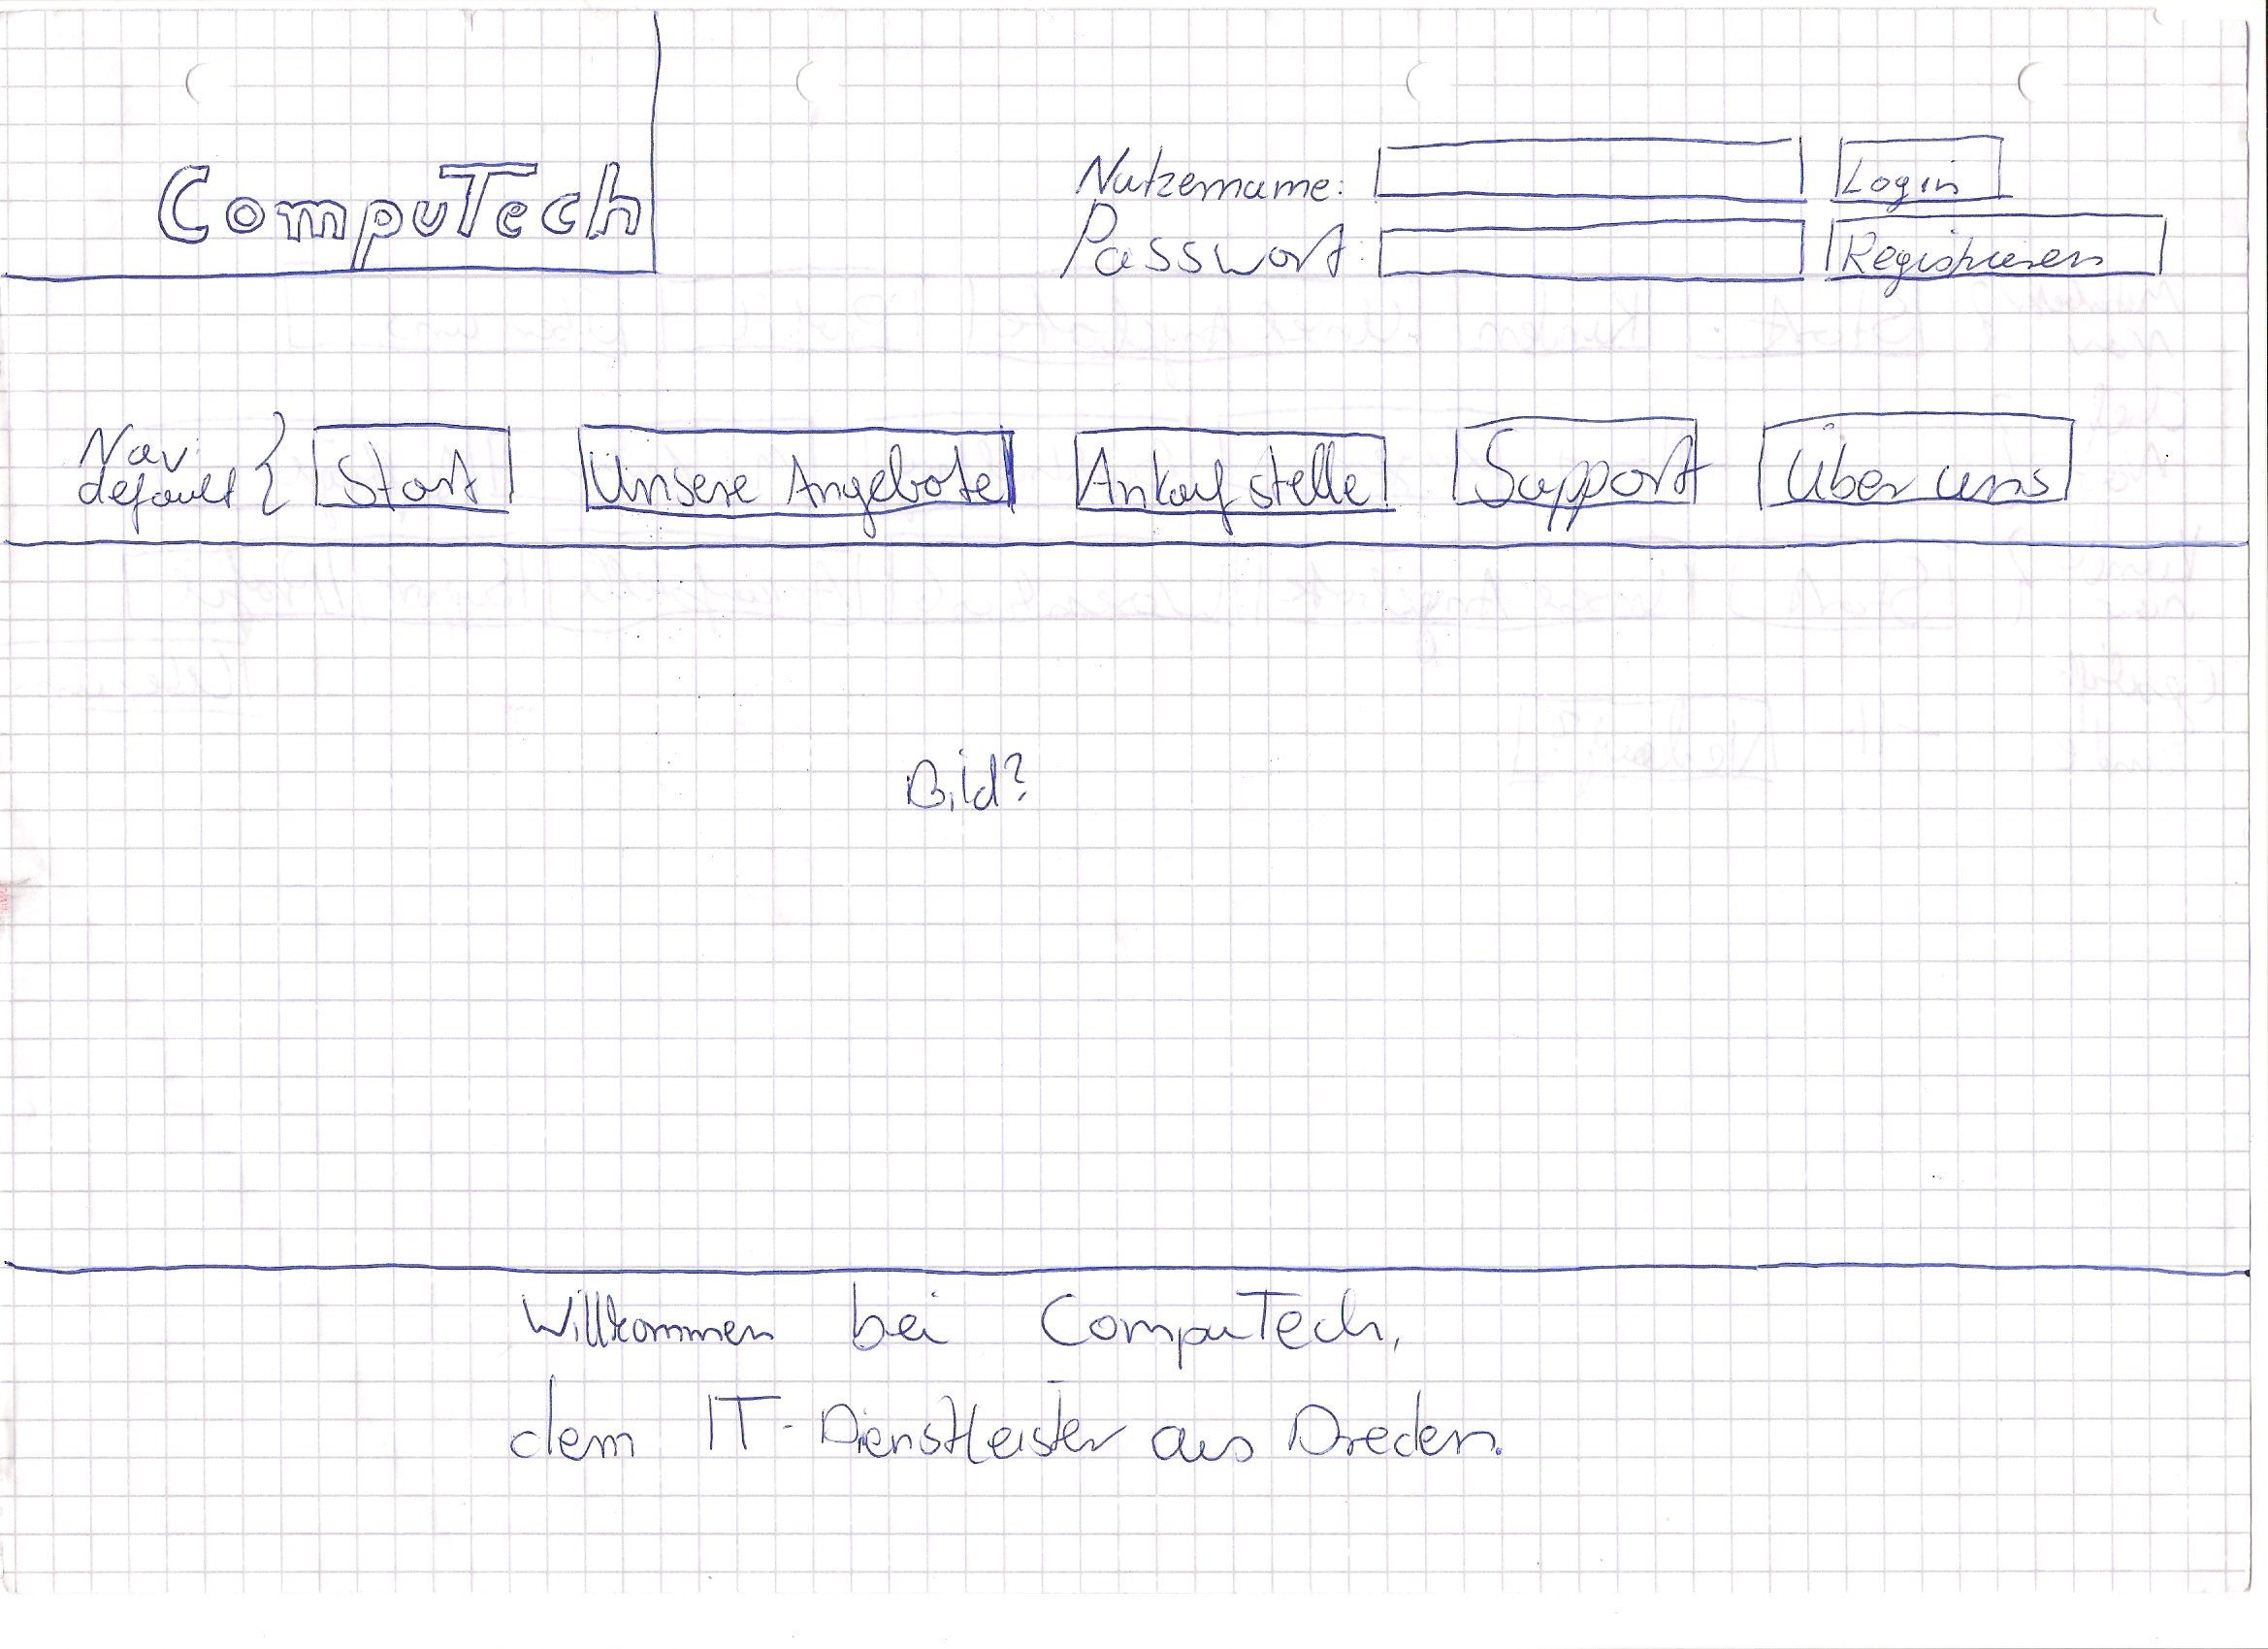 CompuTech
Nutzername:
Login
Passwort:
Registrieren
Nav.
default
Start
Unsere Angebote
Ankaufstelle
Support
Über uns
Bild?
Willkommen bei CompuTech,
dem IT-Dienstleister aus Dreden.